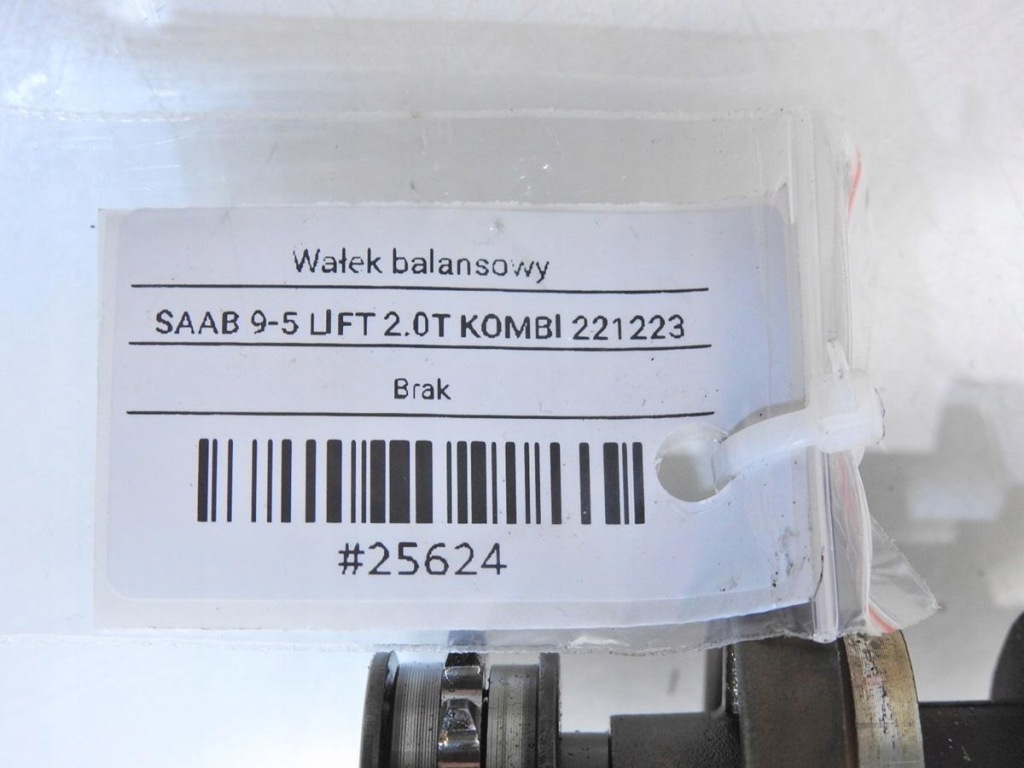 Wałek balansowy
SAAB 9-5 LIFT 2.0T KOMBI 221223
Brak
#25624